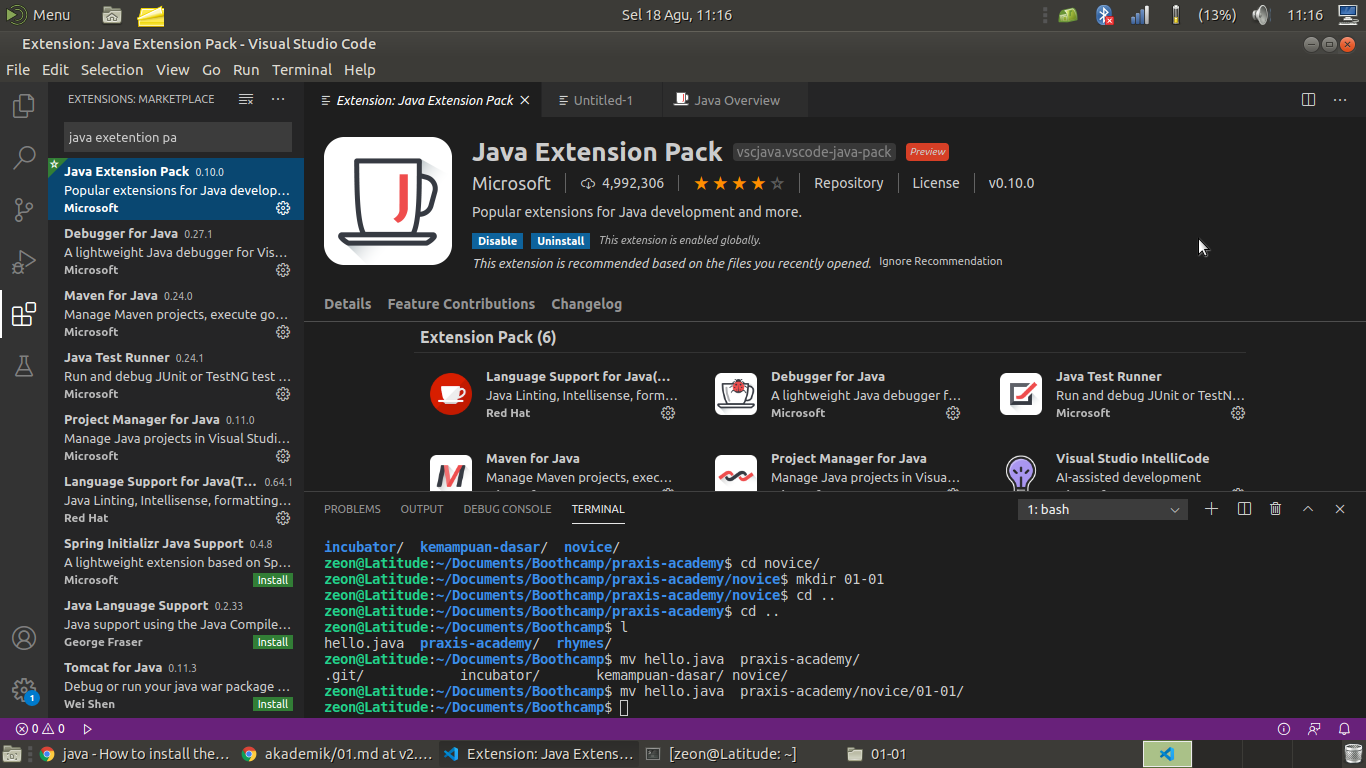 Menu
Sel 18 Agu, 11:16
(13%)
11:16
Extension: Java Extension Pack - Visual Studio Code
File Edit Selection View Go Run Terminal Help
EXTENSIONS: MARKETPLACE
java exetention pa
Java Extension Pack 0.10.0
Popular extensions for Java develop...
Microsoft
Debugger for Java 0.27.1
A lightweight Java debugger for Vis...
Microsoft
Maven for Java 0.24.0
Manage Maven projects, execute go...
Microsoft
Java Test Runner 0.24.1
Run and debug JUnit or TestNG test ...
Microsoft
Project Manager for Java 0.11.0
Manage Java projects in Visual Studi...
Microsoft
Language Support for Java(T... 0.64.1
Java Linting, Intellisense, formatting...
Red Hat
Spring Initializr Java Support 0.4.8
A lightweight extension based on Sp...
Microsoft Install
Java Language Support 0.2.33
Java support using the Java Compile...
George Fraser Install
Tomcat for Java 0.11.3
Debug or run your java war package ...
Wei Shen Install
1
Extension: Java Extension Pack
Untitled-1
Java Overview
J
Java Extension Pack vscjava.vscode-java-pack Preview
Microsoft 4,992,306 Repository License v0.10.0
Popular extensions for Java development and more.
Disable Uninstall This extension is enabled globally.
This extension is recommended based on the files you recently opened. Ignore Recommendation
Details Feature Contributions Changelog
Extension Pack (6)
Language Support for Java(...
Java Linting, Intellisense, form...
Red Hat
Debugger for Java
A lightweight Java debugger f...
Microsoft
Java Test Runner
Run and debug JUnit or TestN...
Microsoft
M
Maven for Java
Manage Maven projects, exec...
Project Manager for Java
Manage Java projects in Visua...
Visual Studio IntelliCode
AI-assisted development
PROBLEMS OUTPUT DEBUG CONSOLE TERMINAL
1: bash
incubator/  kemampuan-dasar/  novice/
zeon@Latitude:~/Documents/Boothcamp/praxis-academy$ cd novice/
zeon@Latitude:~/Documents/Boothcamp/praxis-academy/novice$ mkdir 01-01
zeon@Latitude:~/Documents/Boothcamp/praxis-academy/novice$ cd ..
zeon@Latitude:~/Documents/Boothcamp/praxis-academy$ cd ..
zeon@Latitude:~/Documents/Boothcamp$ l
hello.java  praxis-academy/  rhymes/
zeon@Latitude:~/Documents/Boothcamp$ mv hello.java  praxis-academy/
.git/            incubator/       kemampuan-dasar/ novice/
zeon@Latitude:~/Documents/Boothcamp$ mv hello.java  praxis-academy/novice/01-01/
zeon@Latitude:~/Documents/Boothcamp$
0 0
java - How to install the...
akademik/01.md at v2....
Extension: Java Extens...
[zeon@Latitude: ~]
01-01